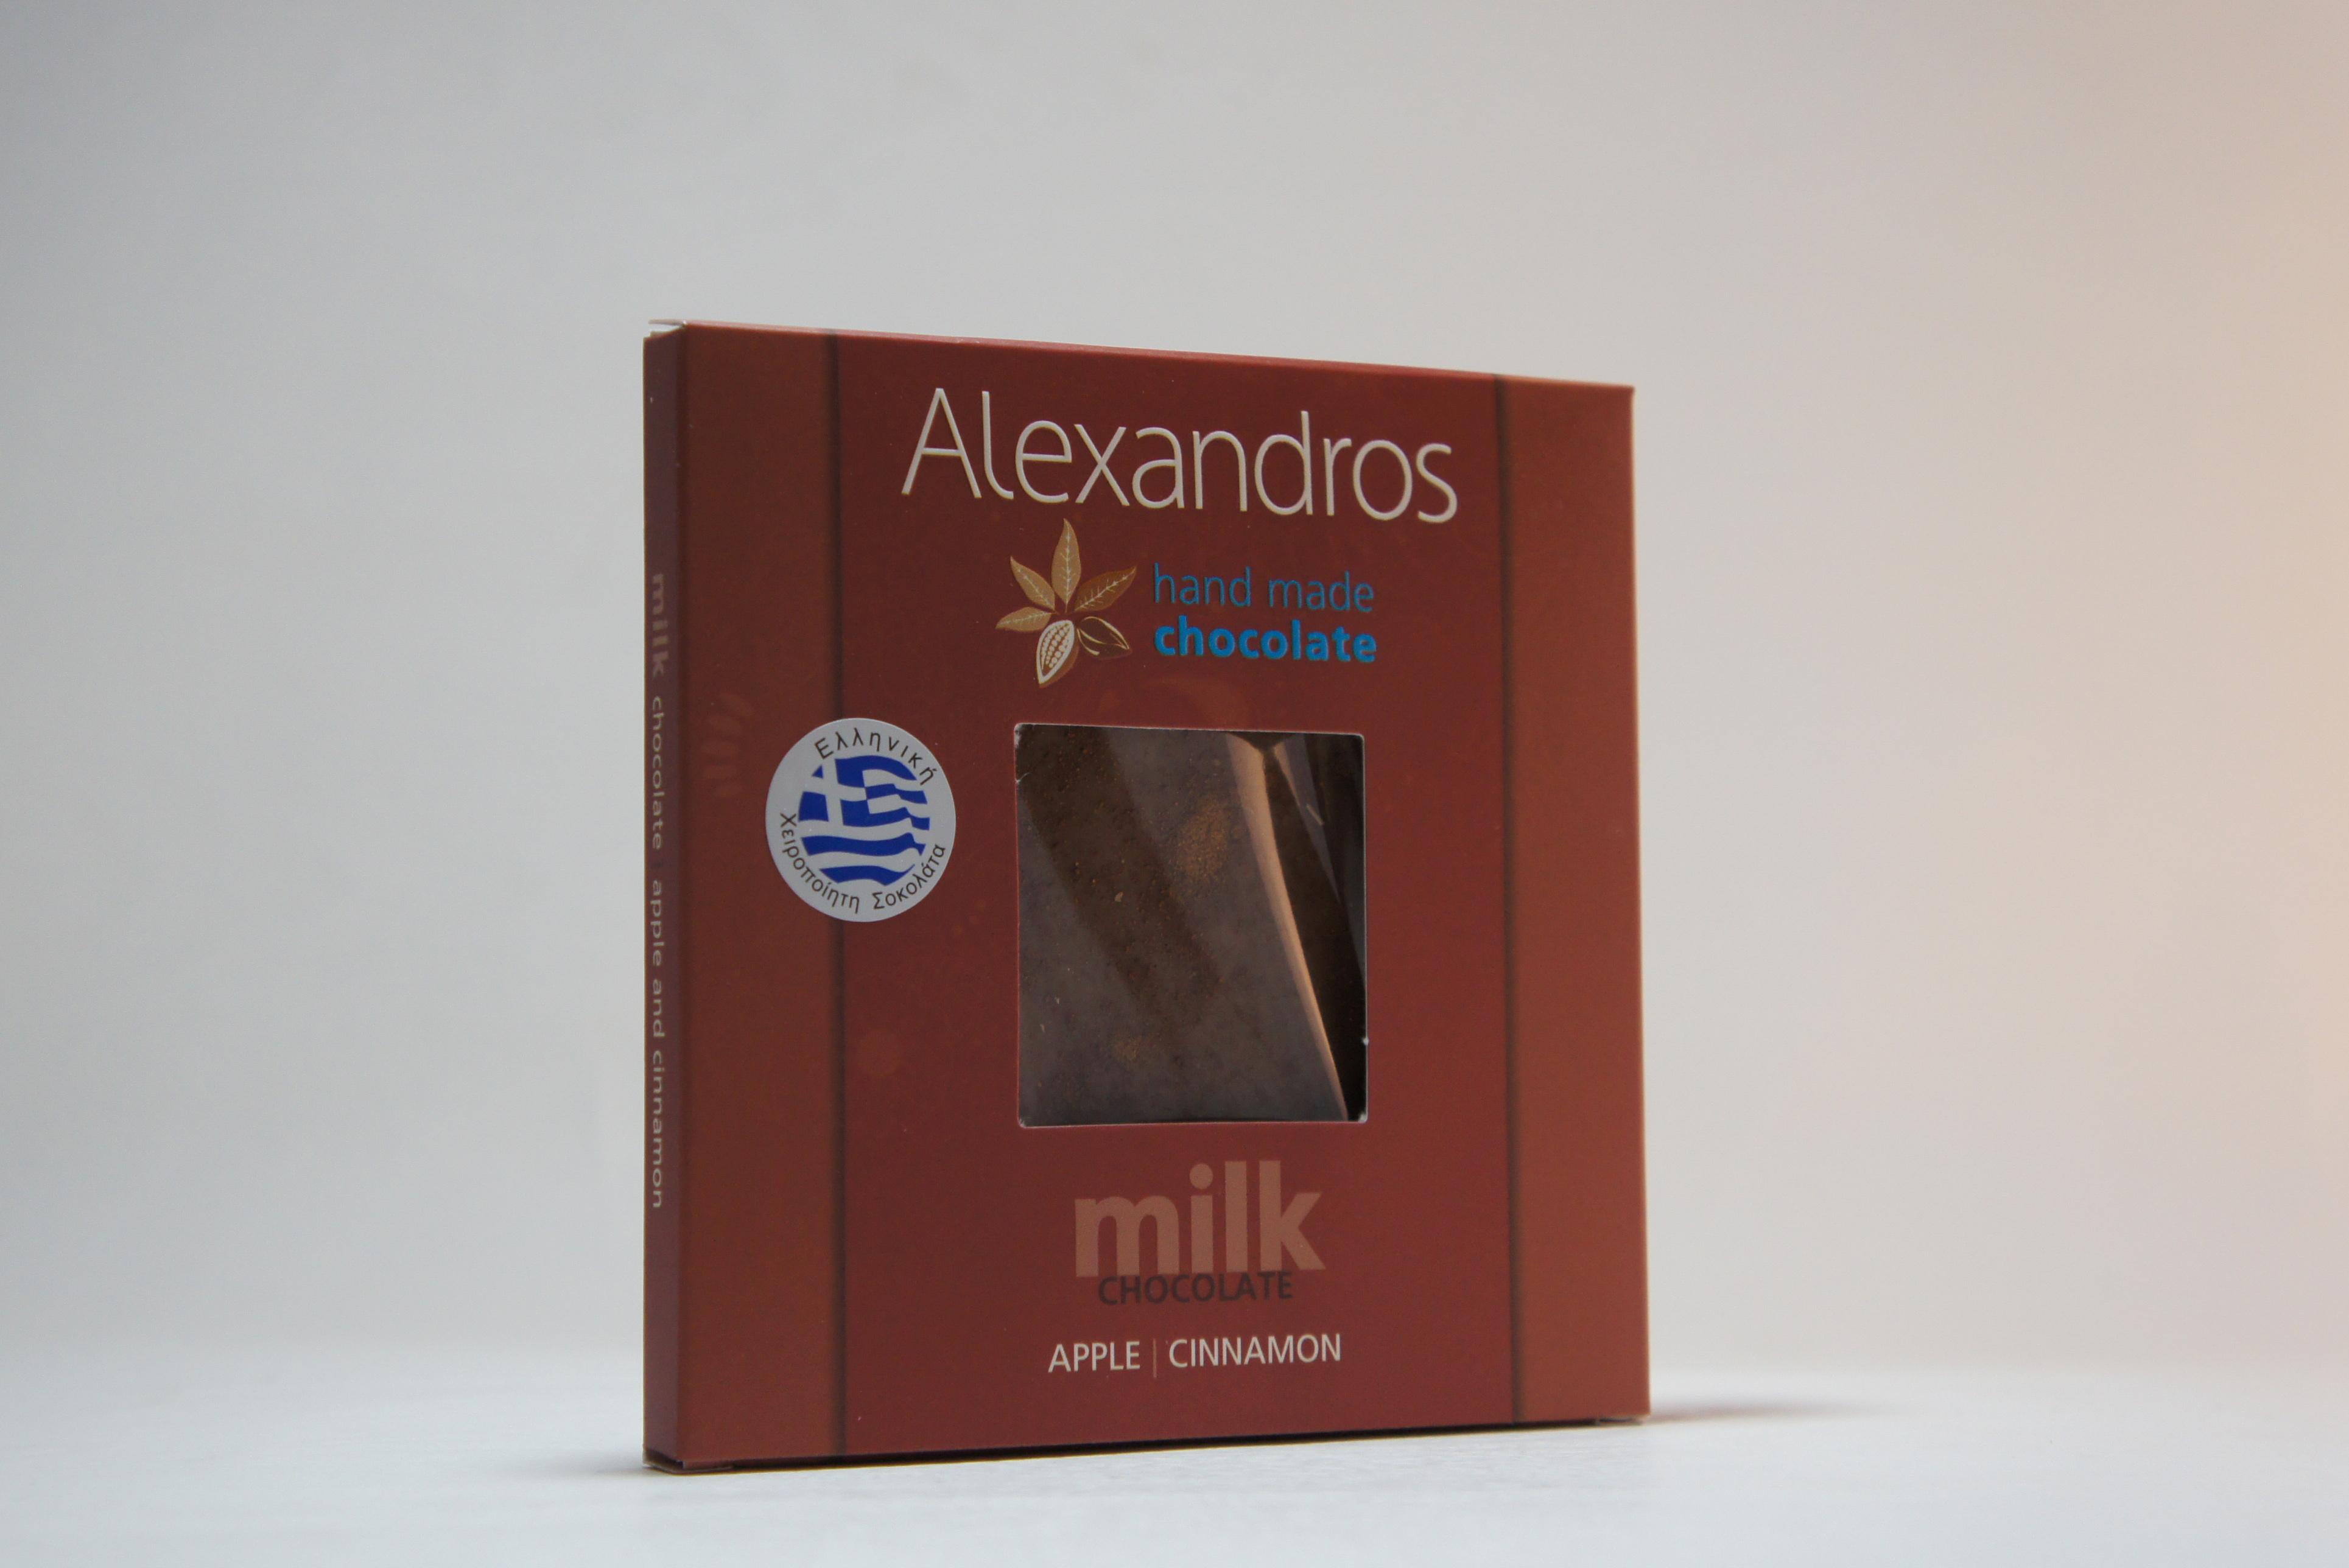 Alexandros
hand made
chocolate
Ελληνική
Χειροποίητη Σοκολάτα
milk
CHOCOLATE
APPLE | CINNAMON
milk chocolate apple and cinnamon